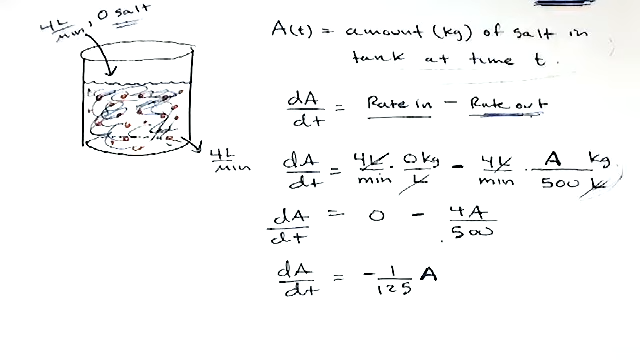 4L/min, 0 salt
4L/min
A(t) = amount (kg) of salt in
tank at time t.
dA/dt = Rate in - Rate out
dA/dt = 4L/min · 0kg/L - 4L/min · A/500 kg/L
dA/dt = 0 - 4A/500
dA/dt = -1/125 A